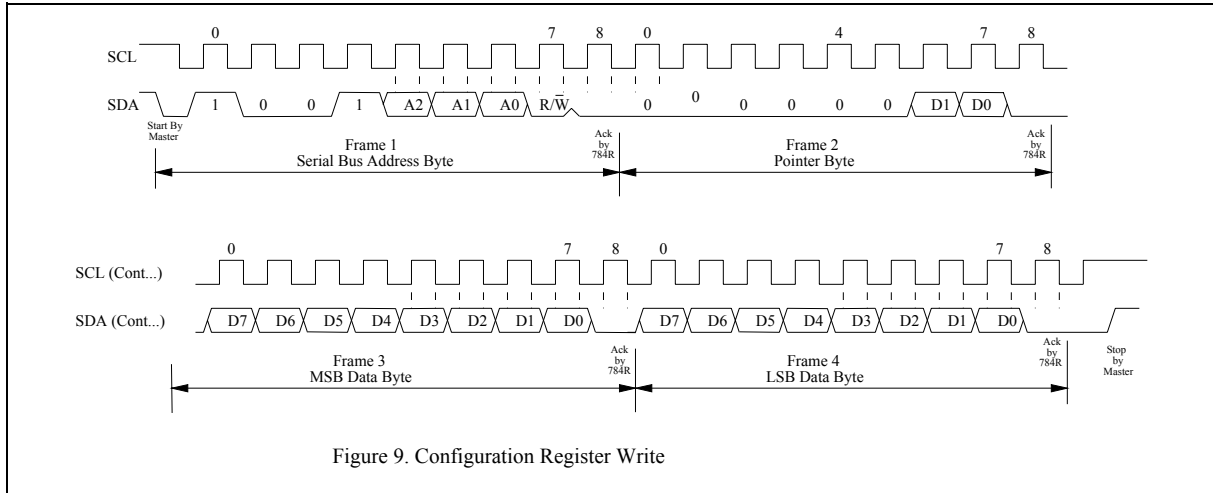 0 7 8 0 4 7 8
SCL
SDA 1 0 0 1 A2 A1 A0 R/W̅ 0 0 0 0 0 0 D1 D0
Start By
Master
Frame 1
Serial Bus Address Byte
Ack
by
784R
Frame 2
Pointer Byte
Ack
by
784R
0 7 8 0 7 8
SCL (Cont...)
SDA (Cont...) D7 D6 D5 D4 D3 D2 D1 D0 D7 D6 D5 D4 D3 D2 D1 D0
Frame 3
MSB Data Byte
Ack
by
784R
Frame 4
LSB Data Byte
Ack
by
784R
Stop
by
Master
Figure 9. Configuration Register Write